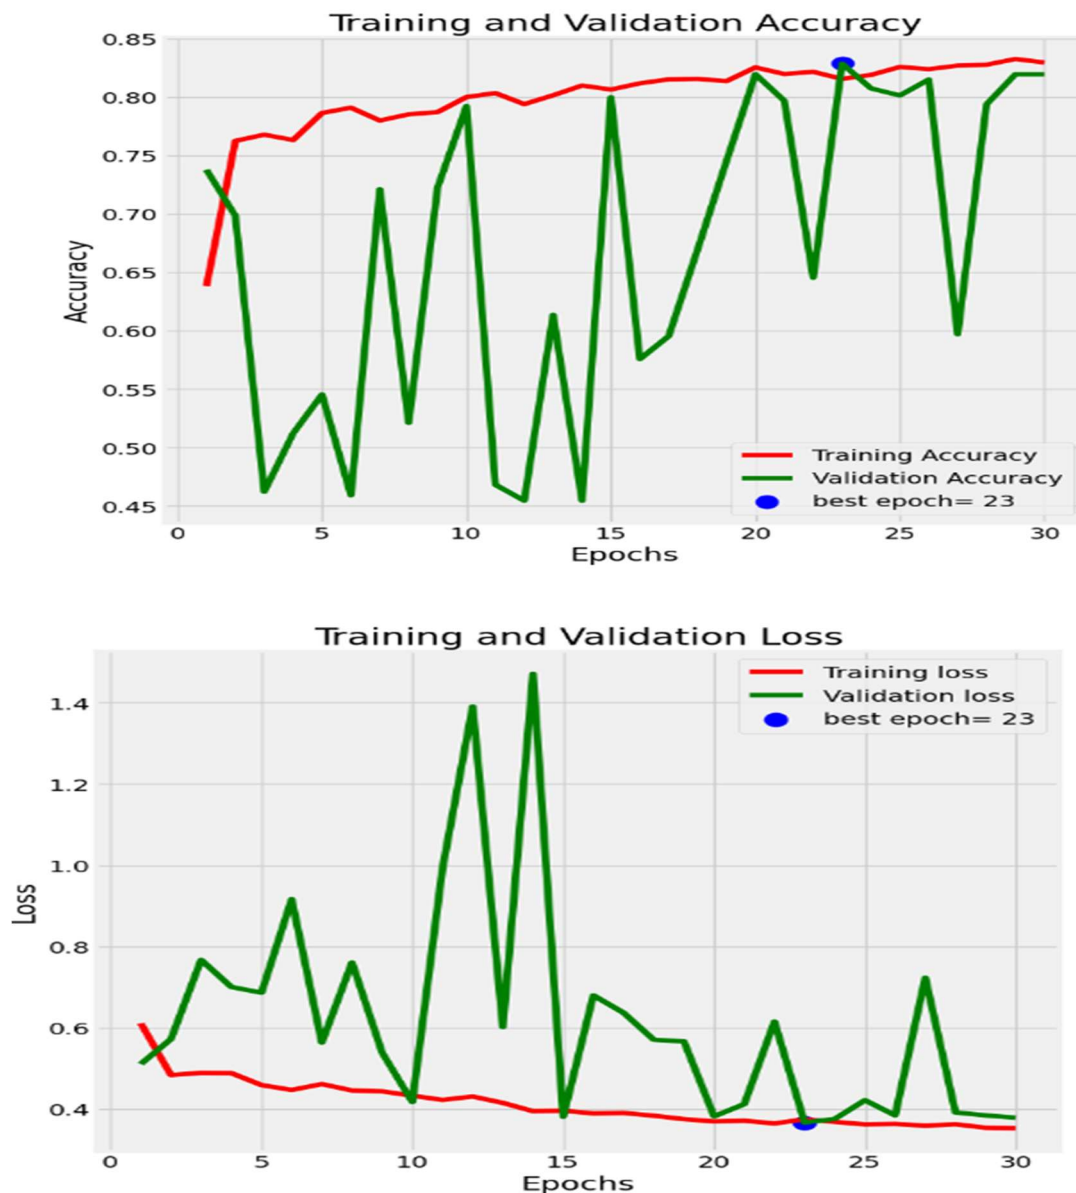 Training and Validation Accuracy
0.85
0.80
0.75
0.70
0.65
0.60
0.55
0.50
0.45
Accuracy
Training Accuracy
Validation Accuracy
best epoch= 23
0 5 10 15 20 25 30
Epochs
Training and Validation Loss
Training loss
Validation loss
best epoch= 23
1.4
1.2
1.0
0.8
0.6
0.4
Loss
0 5 10 15 20 25 30
Epochs